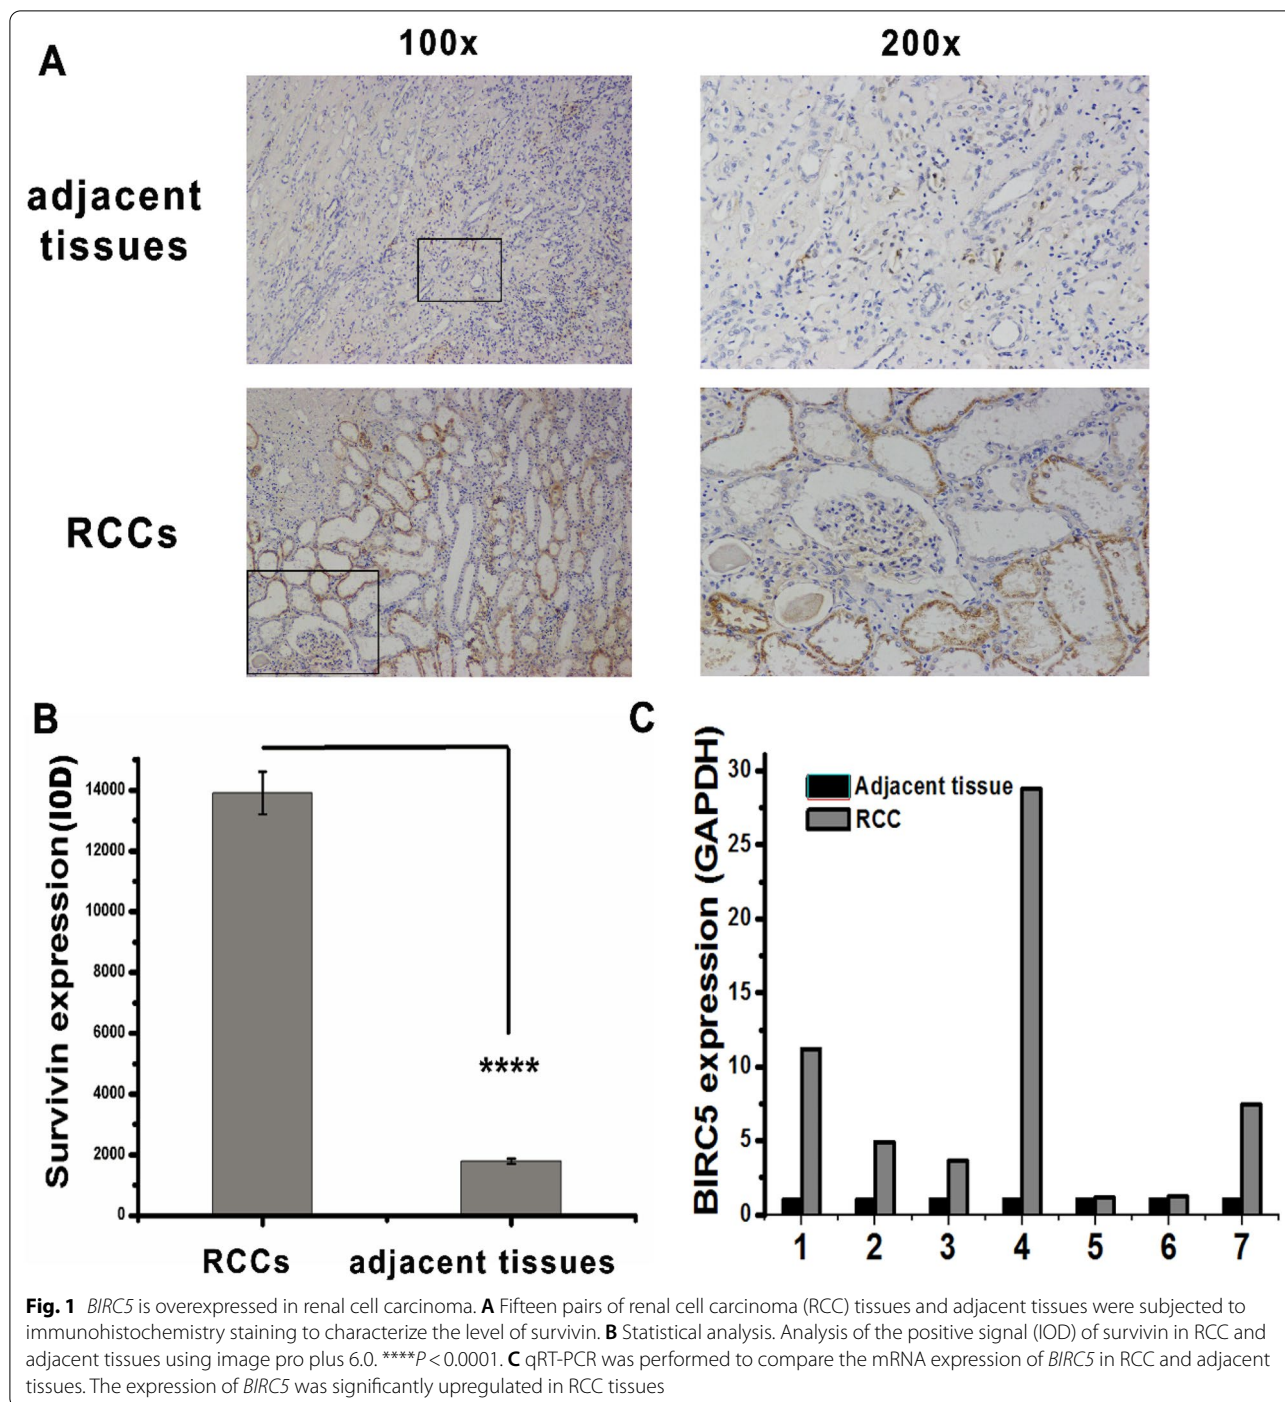 A
100x
200x
adjacent
tissues
RCCs
B
Survivin expression(IOD)
14000
12000
10000
8000
6000
4000
2000
0
****
RCCs
adjacent tissues
C
BIRC5 expression (GAPDH)
30
25
20
15
10
5
0
Adjacent tissue
RCC
1 2 3 4 5 6 7
Fig. 1 BIRC5 is overexpressed in renal cell carcinoma. A Fifteen pairs of renal cell carcinoma (RCC) tissues and adjacent tissues were subjected to
immunohistochemistry staining to characterize the level of survivin. B Statistical analysis. Analysis of the positive signal (IOD) of survivin in RCC and
adjacent tissues using image pro plus 6.0. ****P < 0.0001. C qRT-PCR was performed to compare the mRNA expression of BIRC5 in RCC and adjacent
tissues. The expression of BIRC5 was significantly upregulated in RCC tissues